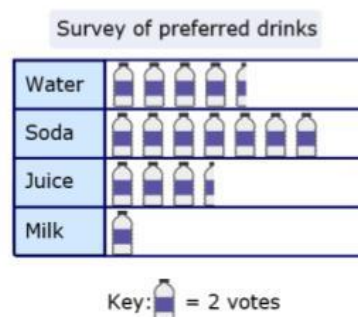 Survey of preferred drinks
Water
Soda
Juice
Milk
Key: = 2 votes